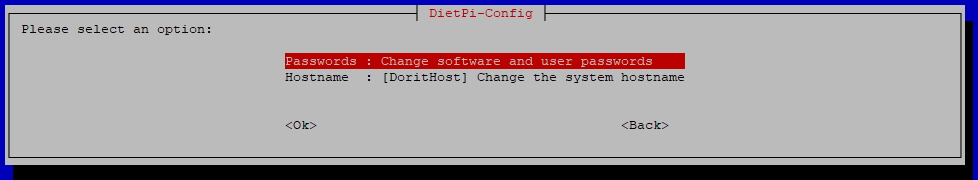 DietPi-Config
Please select an option:
Passwords : Change software and user passwords
Hostname  : [DoritHost] Change the system hostname
<Ok> <Back>